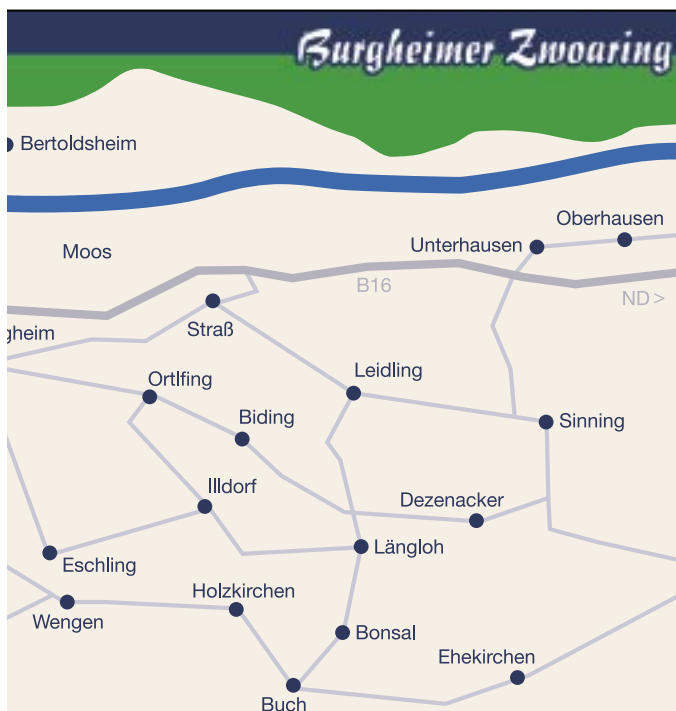 Burgheimer Zwoaring
Bertoldsheim
Oberhausen
Unterhausen
Moos
B16
ND >
gheim
Straß
Leidling
Ortlfing
Biding
Sinning
Illdorf
Dezenacker
Längloh
Eschling
Holzkirchen
Wengen
Bonsal
Ehekirchen
Buch